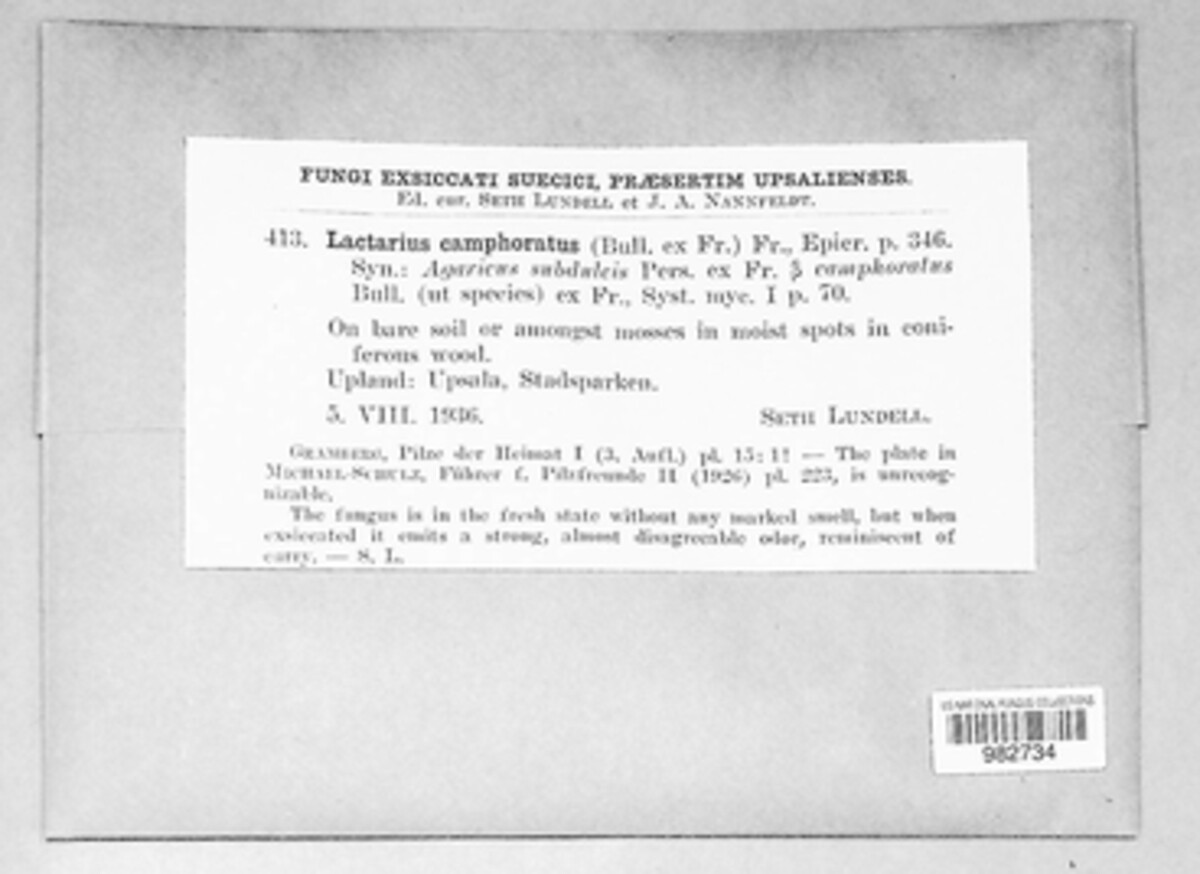 FUNGI EXSICCATI SUECICI, PRÆSERTIM UPSALIENSES.
Ed. cur. SETH LUNDELL et J. A. NANNFELDT.
413. Lactarius camphoratus (Bull. ex Fr.) Fr., Epicr. p. 346.
Syn.: Agaricus subdulcis Pers. ex Fr. β camphoratus
Bull. (ut species) ex Fr., Syst. myc. I p. 70.
On bare soil or amongst mosses in moist spots in coni-
ferous wood.
Upland: Upsala, Stadsparken.
5. VIII. 1936. SETH LUNDELL.
GRAMBERG, Pilze der Heimat I (3. Aufl.) pl. 15: 1! — The plate in
MICHAEL-SCHULZ, Führer f. Pilzfreunde II (1926) pl. 223, is unrecog-
nizable.
The fungus is in the fresh state without any marked smell, but when
exsiccated it emits a strong, almost disagreeable odor, reminiscent of
curry. — S. L.
US NATIONAL FUNGUS COLLECTIONS
982734